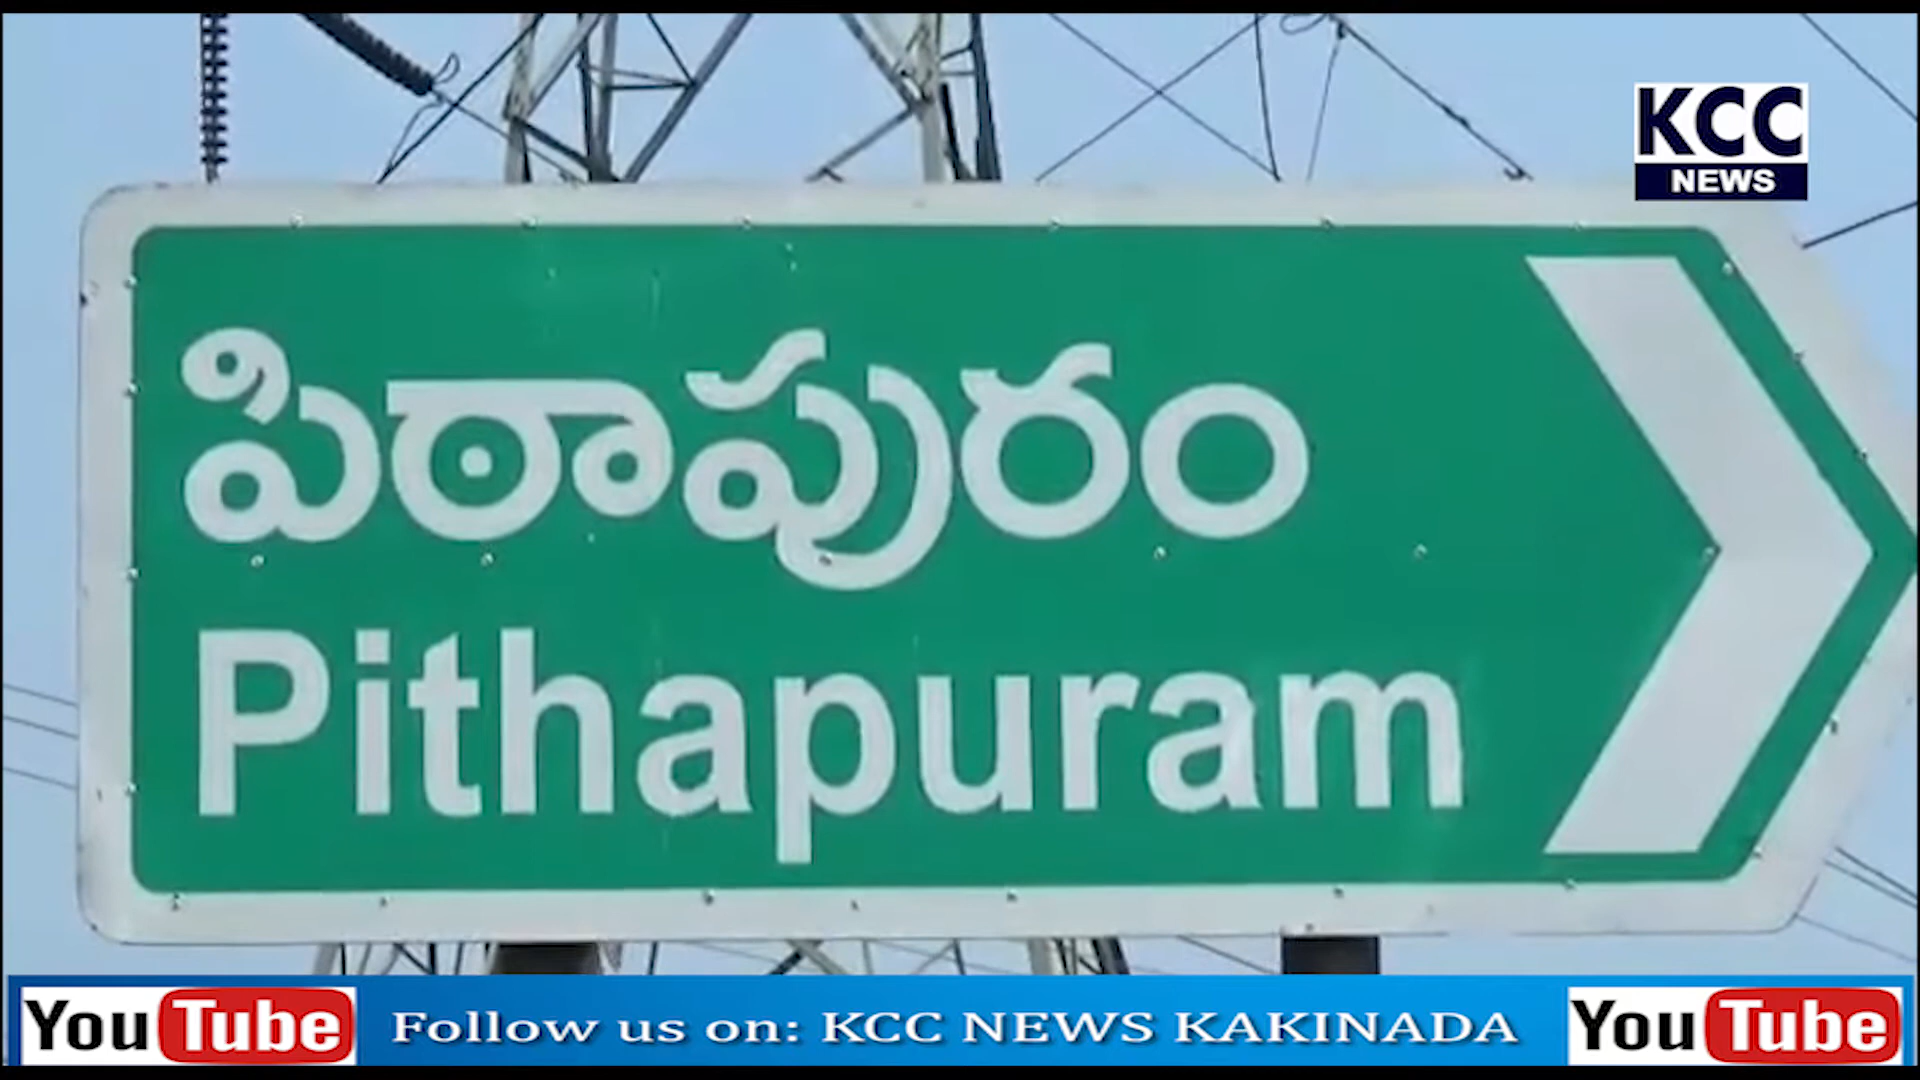 KCC
NEWS
పిఠాపురం
Pithapuram
YouTube Follow us on: KCC NEWS KAKINADA YouTube